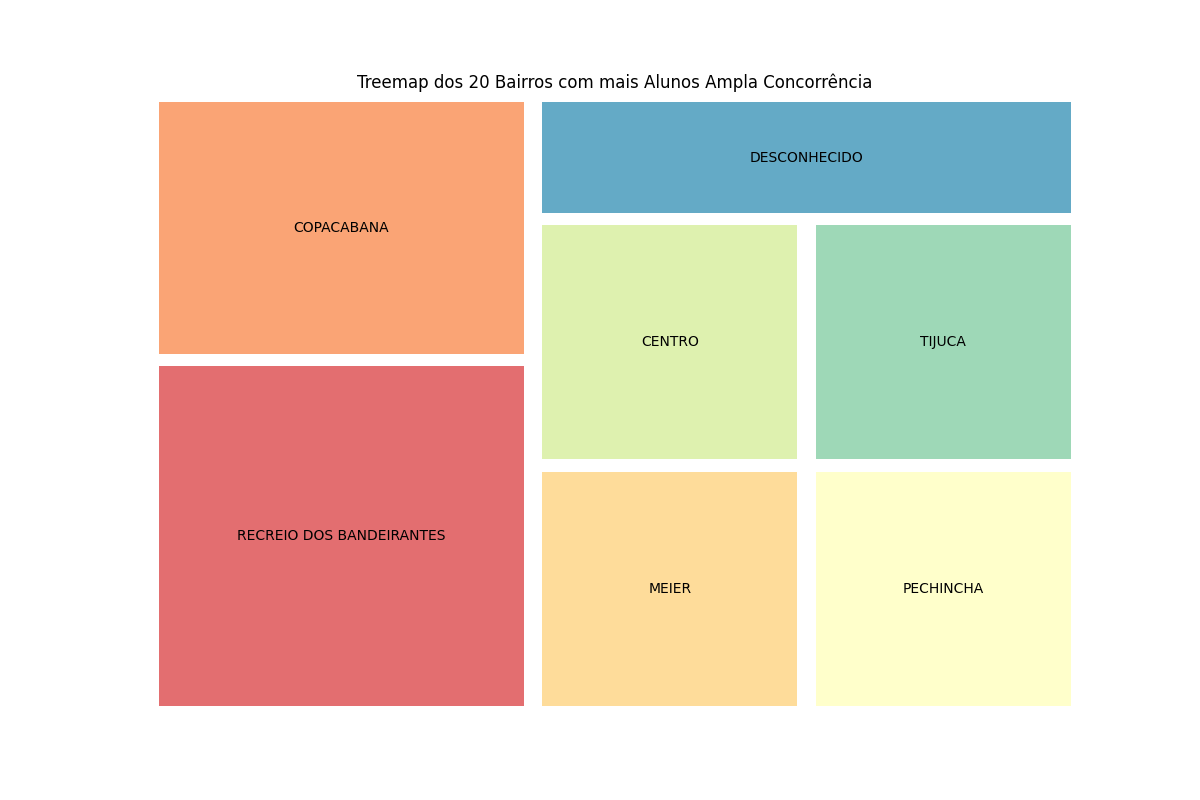 Treemap dos 20 Bairros com mais Alunos Ampla Concorrência
COPACABANA
DESCONHECIDO
CENTRO
TIJUCA
RECREIO DOS BANDEIRANTES
MEIER
PECHINCHA